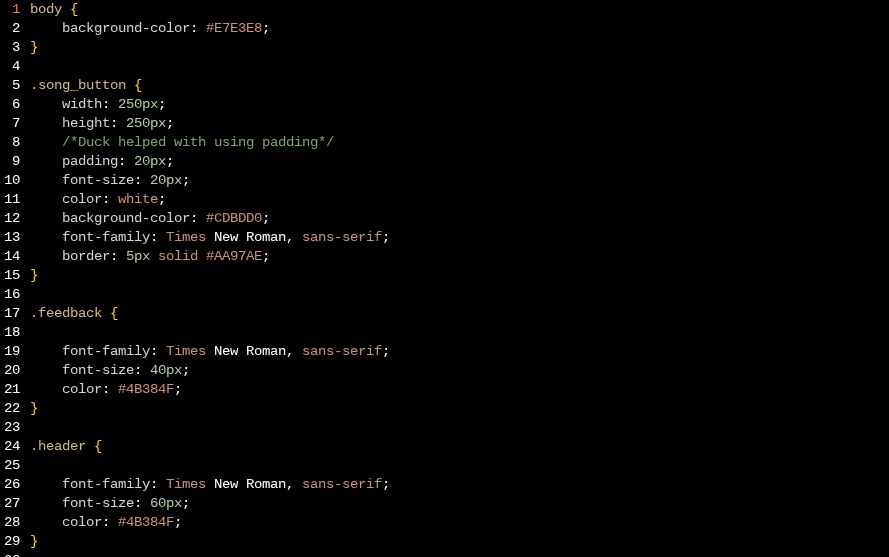 1 body {
2     background-color: #E7E3E8;
3 }
4
5 .song_button {
6     width: 250px;
7     height: 250px;
8     /*Duck helped with using padding*/
9     padding: 20px;
10     font-size: 20px;
11     color: white;
12     background-color: #CDBDD0;
13     font-family: Times New Roman, sans-serif;
14     border: 5px solid #AA97AE;
15 }
16
17 .feedback {
18
19     font-family: Times New Roman, sans-serif;
20     font-size: 40px;
21     color: #4B384F;
22 }
23
24 .header {
25
26     font-family: Times New Roman, sans-serif;
27     font-size: 60px;
28     color: #4B384F;
29 }